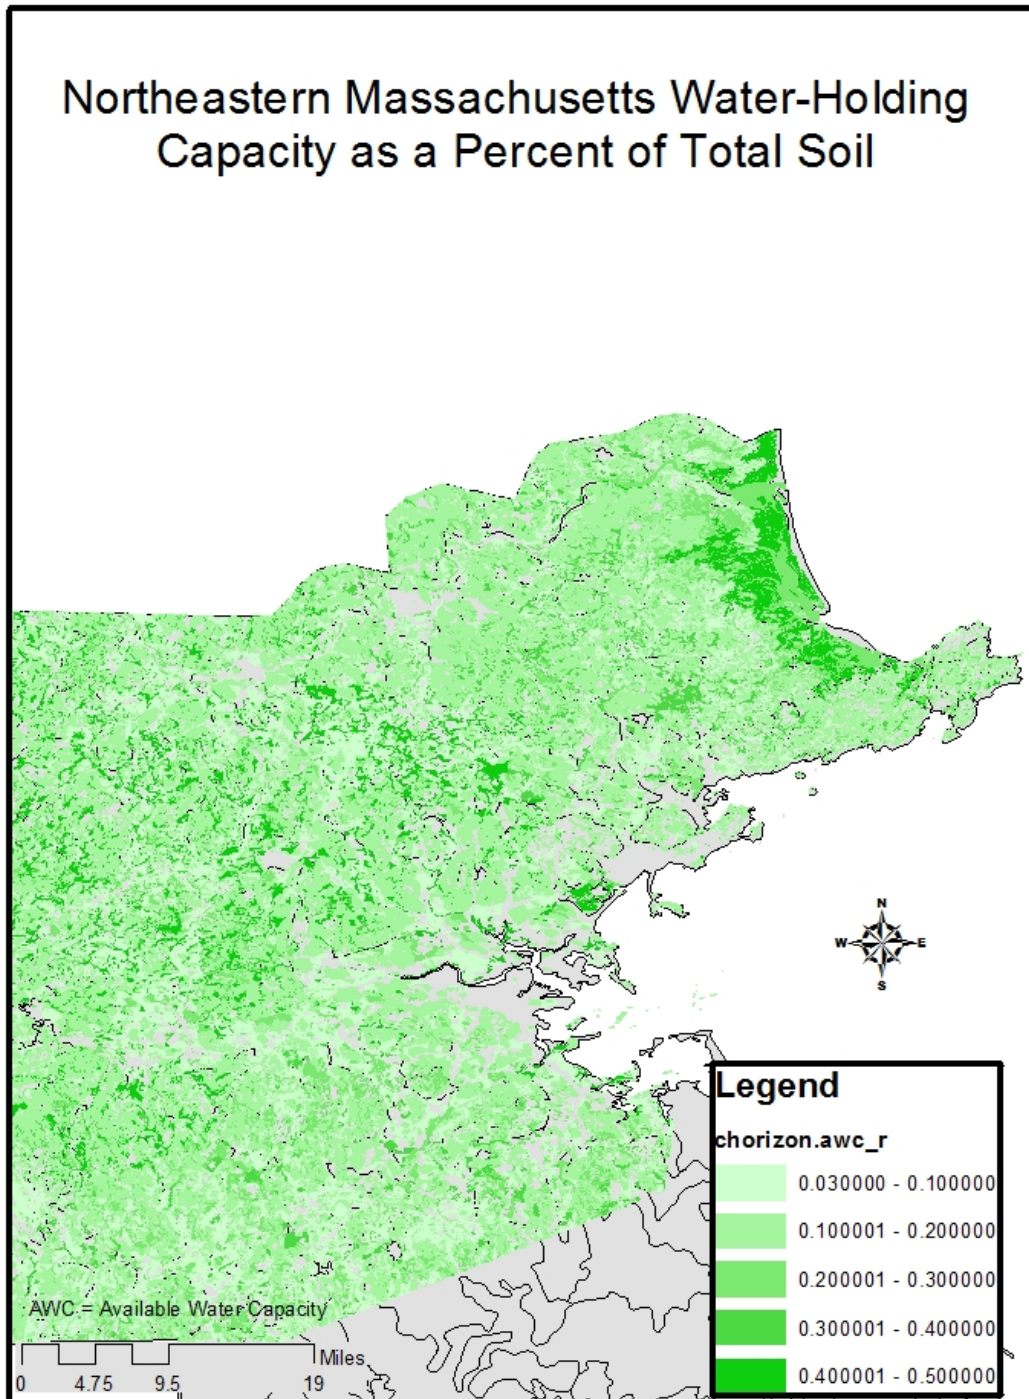 Northeastern Massachusetts Water-Holding
Capacity as a Percent of Total Soil
N
W E
S
Legend
chorizon.awc_r
0.030000 - 0.100000
0.100001 - 0.200000
0.200001 - 0.300000
0.300001 - 0.400000
0.400001 - 0.500000
AWC = Available Water Capacity
Miles
0 4.75 9.5 19